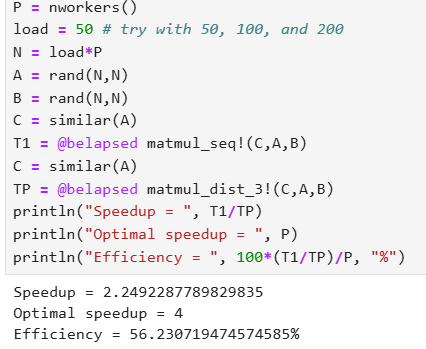 P = nworkers()
load = 50 # try with 50, 100, and 200
N = load*P
A = rand(N,N)
B = rand(N,N)
C = similar(A)
T1 = @belapsed matmul_seq!(C,A,B)
C = similar(A)
TP = @belapsed matmul_dist_3!(C,A,B)
println("Speedup = ", T1/TP)
println("Optimal speedup = ", P)
println("Efficiency = ", 100*(T1/TP)/P, "%")
Speedup = 2.2492287789829835
Optimal speedup = 4
Efficiency = 56.230719474574585%